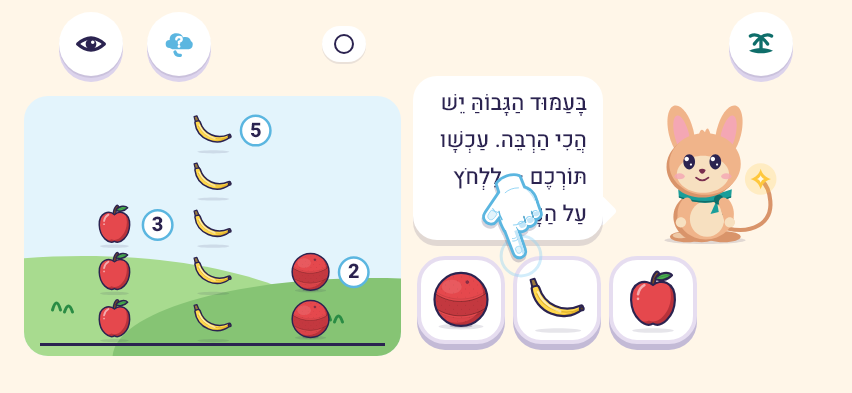 ?
5
3
2
בָּעַמּוּד הַגָּבוֹהַּ יֵשׁ
הֲכִי הַרְבֵּה. עַכְשָׁו
תּוֹרְכֶם לִלְחֹץ
עַל